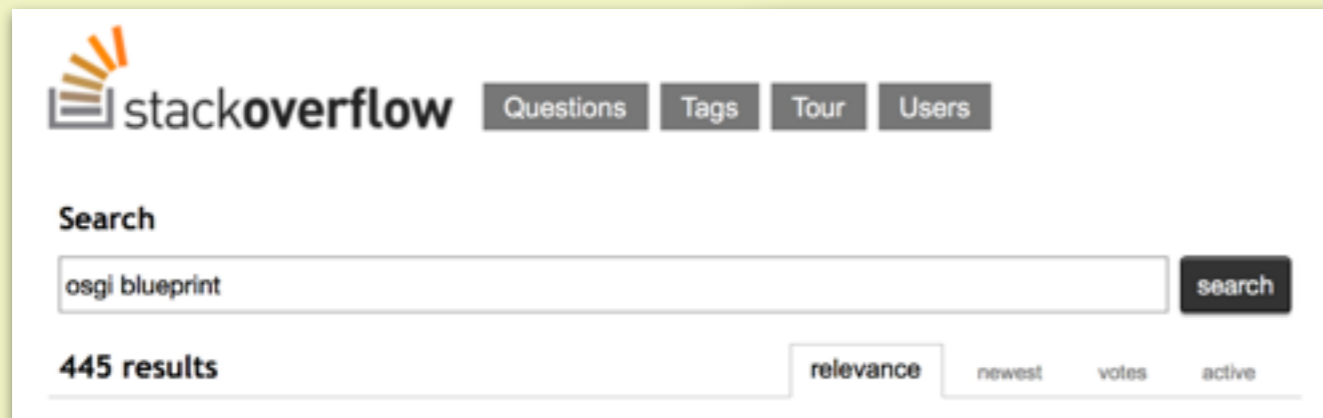 stackoverflow Questions Tags Tour Users
Search
osgi blueprint search
445 results relevance newest votes active